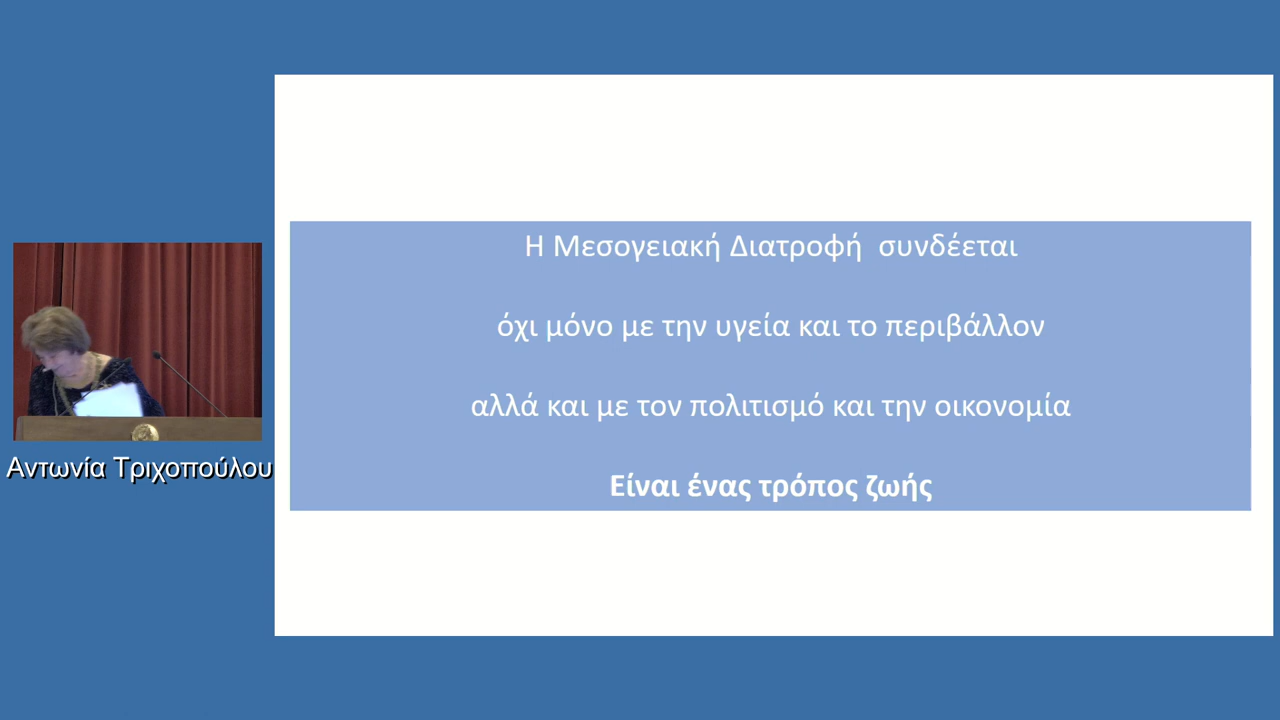 Η Μεσογειακή Διατροφή συνδέεται
όχι μόνο με την υγεία και το περιβάλλον
αλλά και με τον πολιτισμό και την οικονομία
Είναι ένας τρόπος ζωής
Αντωνία Τριχοπούλου